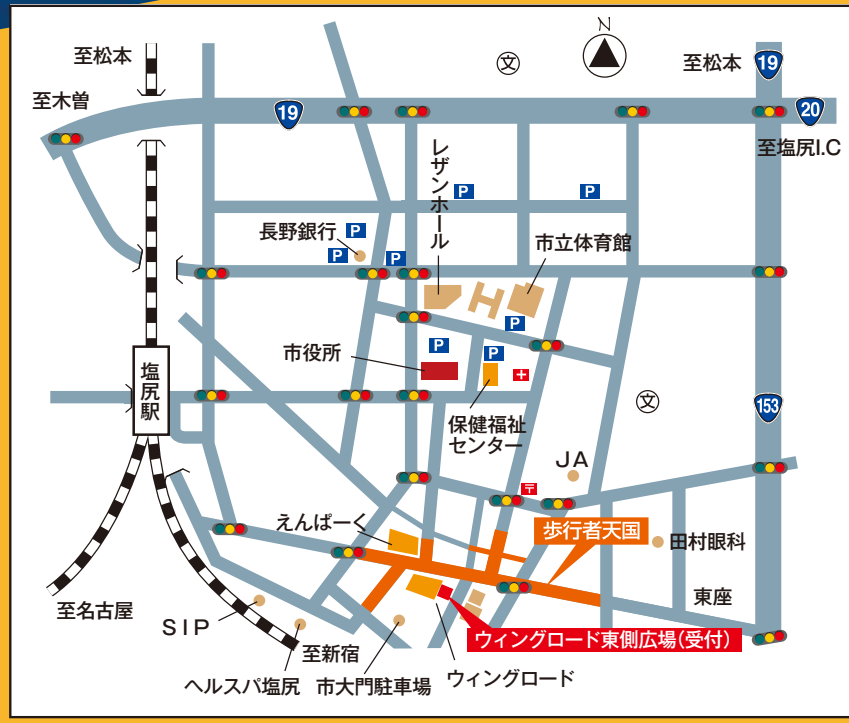 至松本
N
文
至松本
19
至木曽
19
20
至塩尻I.C
レザンホール
P
P
長野銀行
P
P
P
市立体育館
P
市役所
P
P
塩尻駅
153
文
保健福祉
センター
JA
〒
えんぱーく
歩行者天国
田村眼科
東座
至名古屋
SIP
ウィングロード東側広場(受付)
至新宿
ヘルスパ塩尻
市大門駐車場
ウィングロード